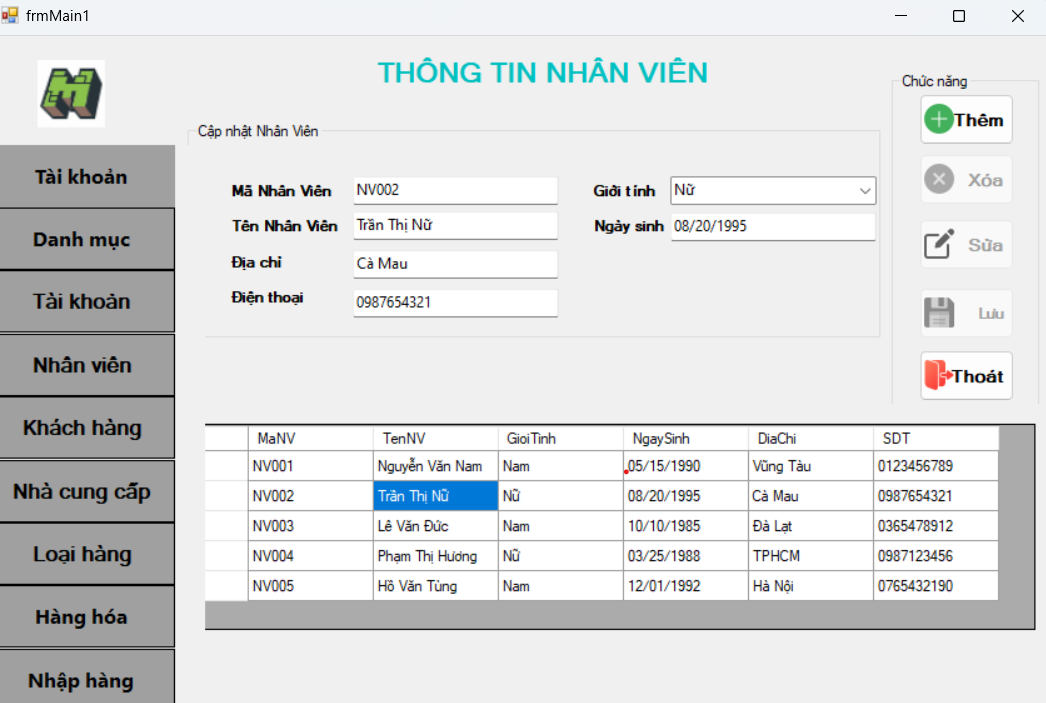 frmMain1
THÔNG TIN NHÂN VIÊN
Chức năng
Thêm
Xóa
Sửa
Lưu
Thoát
Cập nhật Nhân Viên
Mã Nhân Viên NV002
Giới tính Nữ
Tên Nhân Viên Trần Thị Nữ
Ngày sinh 08/20/1995
Địa chỉ Cà Mau
Điện thoại 0987654321
Tài khoản
Danh mục
Tài khoản
Nhân viên
Khách hàng
Nhà cung cấp
Loại hàng
Hàng hóa
Nhập hàng
MaNV TenNV GioiTinh NgaySinh DiaChi SDT
NV001 Nguyễn Văn Nam Nam 05/15/1990 Vũng Tàu 0123456789
NV002 Trần Thị Nữ Nữ 08/20/1995 Cà Mau 0987654321
NV003 Lê Văn Đức Nam 10/10/1985 Đà Lạt 0365478912
NV004 Phạm Thị Hương Nữ 03/25/1988 TPHCM 0987123456
NV005 Hồ Văn Tùng Nam 12/01/1992 Hà Nội 0765432190